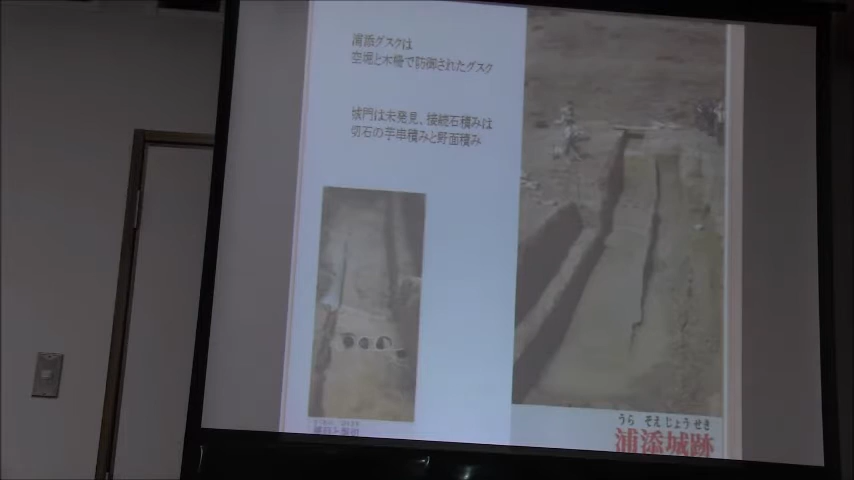 浦添グスクは
空堀と木柵で防御されたグスク
城門は未発見、接続石積みは
切石の芋串積みと野面積み
うら そえ じょう せき
浦添城跡